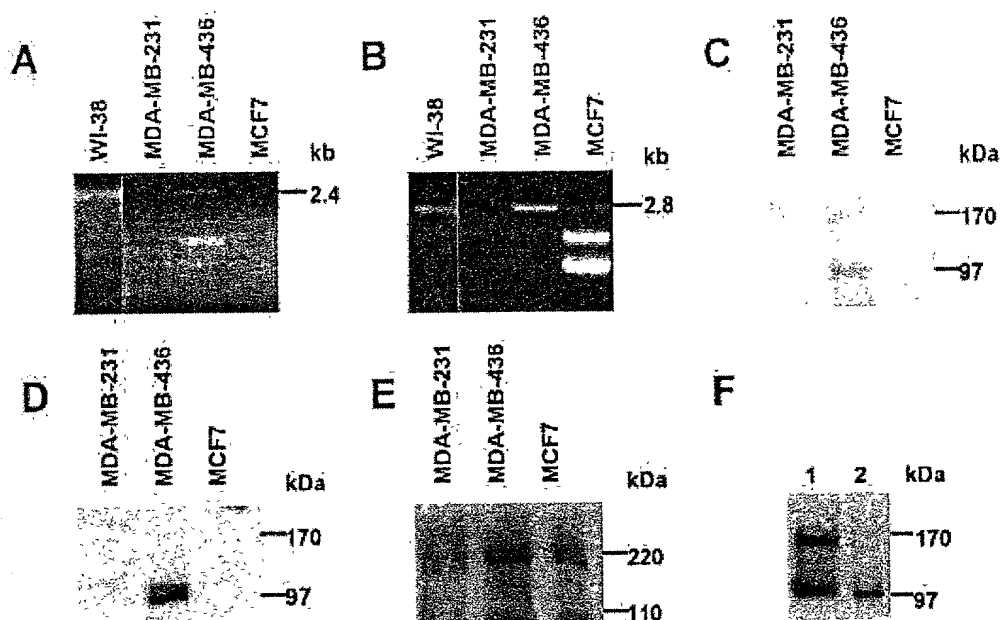 A
WI-38
MDA-MB-231
MDA-MB-436
MCF7
kb
2.4
B
WI-38
MDA-MB-231
MDA-MB-436
MCF7
kb
2.8
C
MDA-MB-231
MDA-MB-436
MCF7
kDa
170
97
D
MDA-MB-231
MDA-MB-436
MCF7
kDa
170
97
E
MDA-MB-231
MDA-MB-436
MCF7
kDa
220
110
F
1 2 kDa
170
97